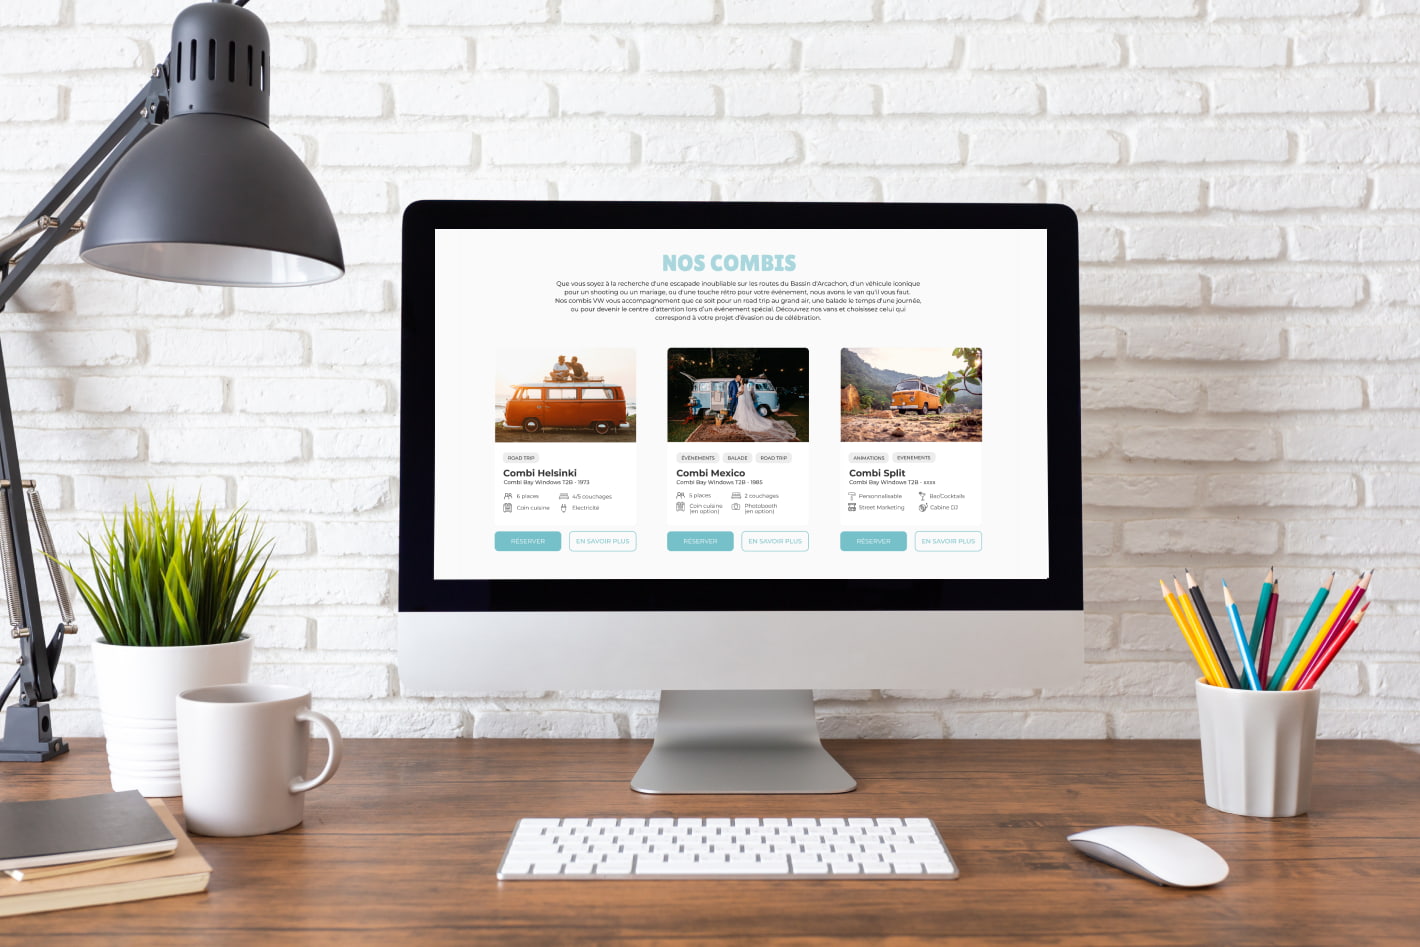 NOS COMBIS
Que vous soyez à la recherche d'une escapade inoubliable sur les routes du Bassin d'Arcachon, d'un véhicule iconique
pour un shooting ou un mariage, ou d'une touche rétro pour votre événement, nous avons le van qu'il vous faut.
Nos combis VW vous accompagnement que ce soit pour un road trip au grand air, une balade le temps d'une journée,
ou pour devenir le centre d'attention lors d'un événement spécial. Découvrez nos vans et choisissez celui qui
correspond à votre projet d'évasion ou de célébration.
ROAD TRIP
Combi Helsinki
Combi Bay Windows T2B - 1973
6 places
4/5 couchages
Coin cuisine
Électricité
RÉSERVER
EN SAVOIR PLUS
ÉVÉNEMENTS
BALADE
ROAD TRIP
Combi Mexico
Combi Bay Windows T2B - 1985
5 places
2 couchages
Coin cuisine
(en option)
Photobooth
(en option)
RÉSERVER
EN SAVOIR PLUS
ANIMATIONS
EVENEMENTS
Combi Split
Combi Bay Windows T2B - xxxx
Personnalisable
Bar/Cocktails
Street Marketing
Cabine DJ
RÉSERVER
EN SAVOIR PLUS